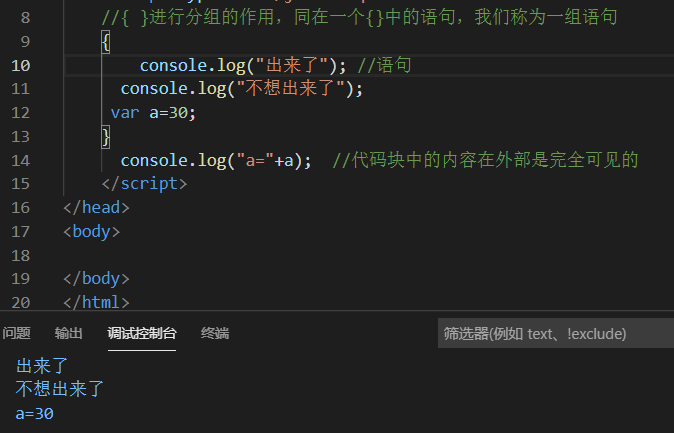 8 //{ }进行分组的作用，同在一个{}中的语句，我们称为一组语句
9 {
10 console.log("出来了"); //语句
11 console.log("不想出来了");
12 var a=30;
13 }
14 console.log("a="+a); //代码块中的内容在外部是完全可见的
15 </script>
16 </head>
17 <body>
18
19 </body>
20 </html>
问题 输出 调试控制台 终端 筛选器(例如 text、!exclude)
出来了
不想出来了
a=30